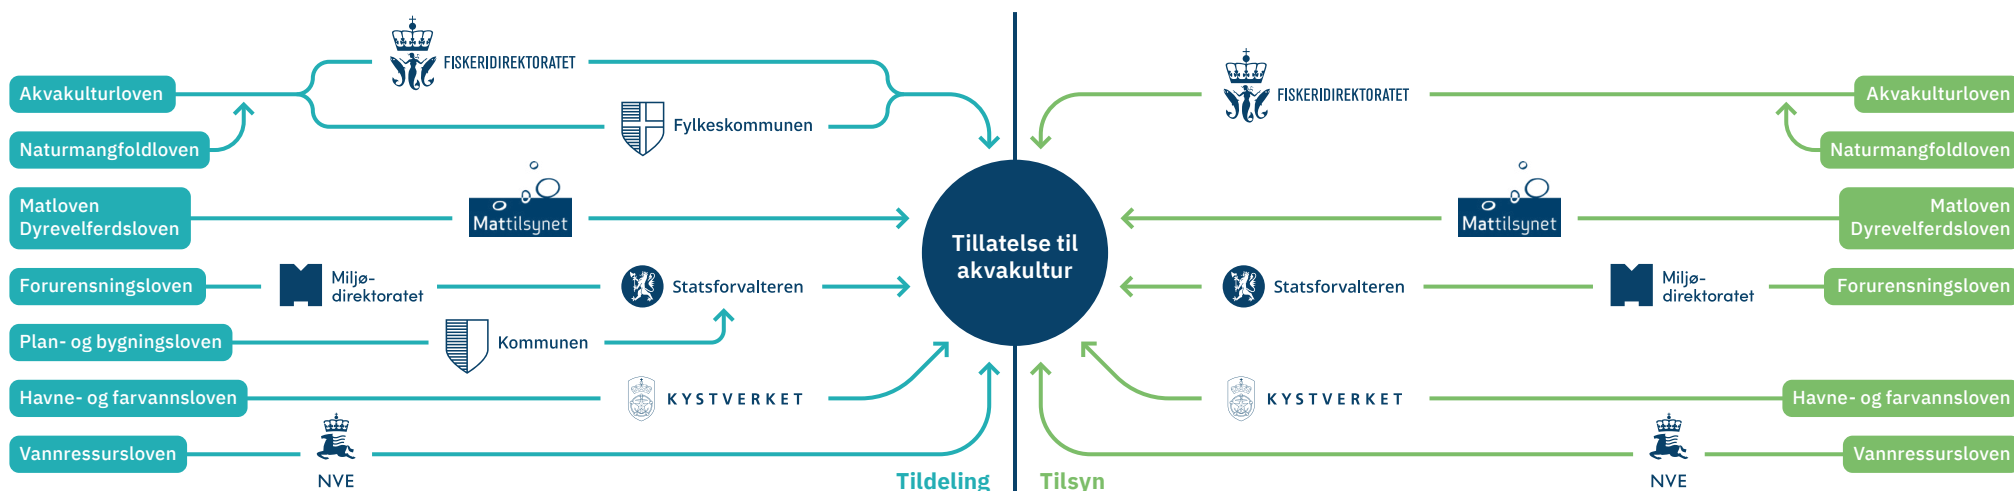 Akvakulturloven
Naturmangfoldloven
Matloven
Dyrevelferdsloven
Forurensningsloven
Plan- og bygningsloven
Havne- og farvannsloven
Vannressursloven
FISKERIDIREKTORATET
Fylkeskommunen
Mattilsynet
Miljø-
direktoratet
Statsforvalteren
Kommunen
KYSTVERKET
NVE
Tillatelse til
akvakultur
Tildeling
Tilsyn
FISKERIDIREKTORATET
Mattilsynet
Statsforvalteren
Miljø-
direktoratet
KYSTVERKET
NVE
Akvakulturloven
Naturmangfoldloven
Matloven
Dyrevelferdsloven
Forurensningsloven
Havne- og farvannsloven
Vannressursloven